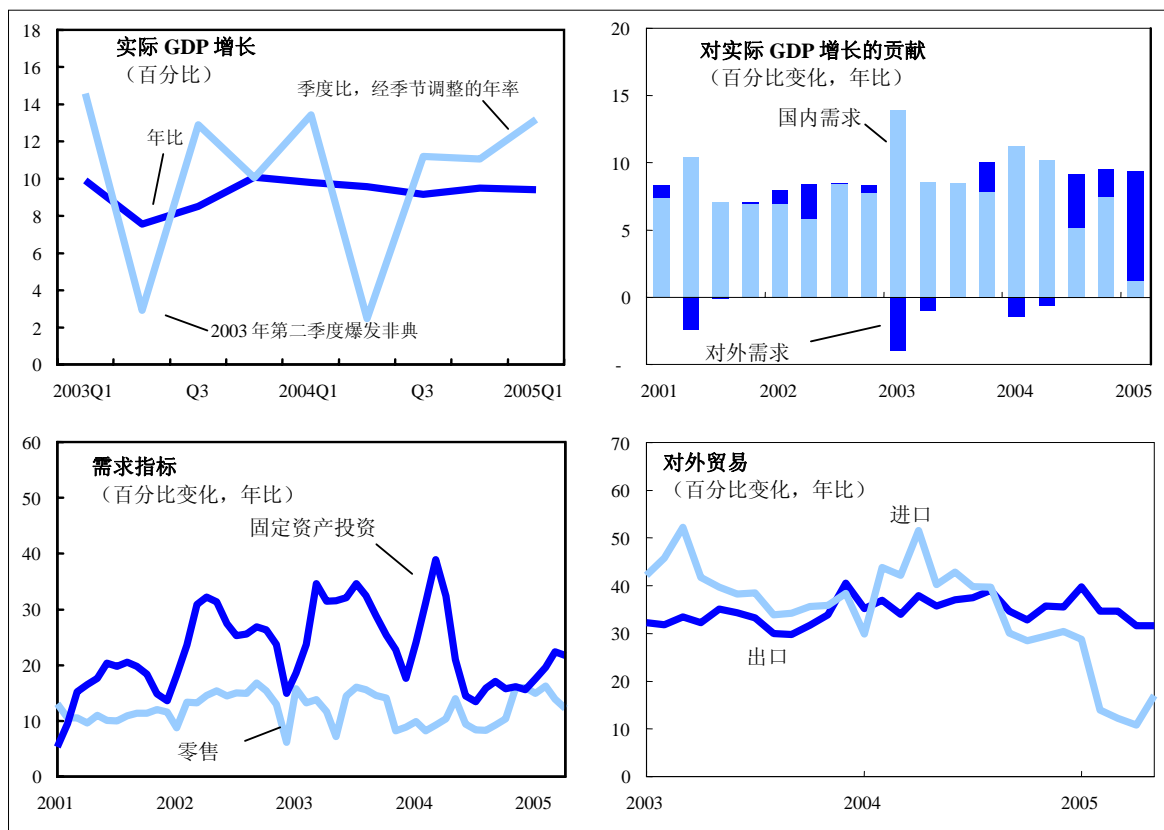 实际 GDP 增长
（百分比）
季度比，经季节调整的年率
年比
2003 年第二季度爆发非典
18
16
14
12
10
8
6
4
2
0
2003Q1 Q3 2004Q1 Q3 2005Q1
对实际 GDP 增长的贡献
（百分比变化，年比）
国内需求
对外需求
20
15
10
5
0
-
2001 2002 2003 2004 2005
需求指标
（百分比变化，年比）
固定资产投资
零售
60
50
40
30
20
10
0
2001 2002 2003 2004 2005
对外贸易
（百分比变化，年比）
进口
出口
70
60
50
40
30
20
10
0
2003 2004 2005